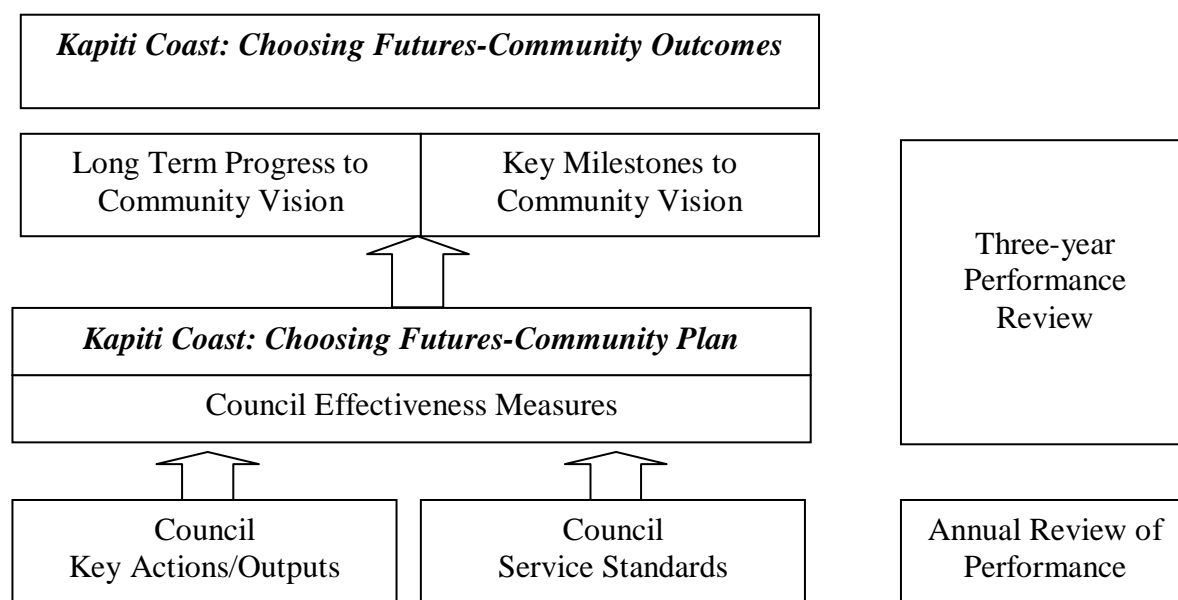 Kapiti Coast: Choosing Futures-Community Outcomes
Long Term Progress to
Community Vision
Key Milestones to
Community Vision
Three-year
Performance
Review
Kapiti Coast: Choosing Futures-Community Plan
Council Effectiveness Measures
Council
Key Actions/Outputs
Council
Service Standards
Annual Review of
Performance